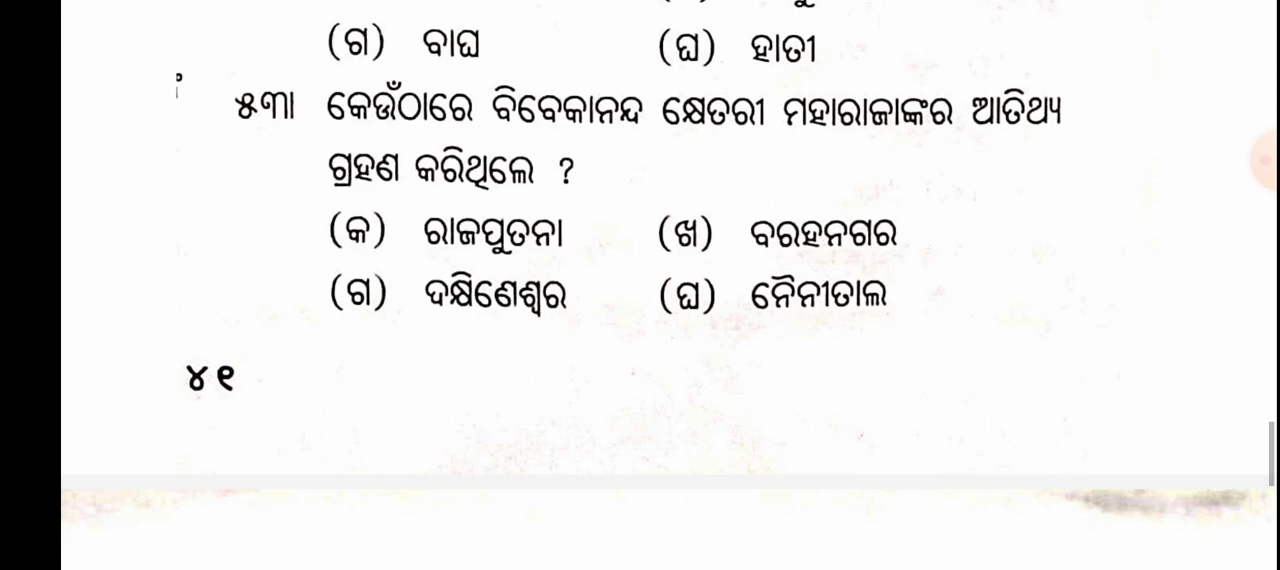 (ଗ) ବାଘ (ଘ) ହାତୀ
୫୩। କେଉଁଠାରେ ବିବେକାନନ୍ଦ କ୍ଷେତରୀ ମହାରାଜାଙ୍କର ଆତିଥ୍ୟ
ଗ୍ରହଣ କରିଥିଲେ ?
(କ) ରାଜପୁତନା (ଖ) ବରହନଗର
(ଗ) ଦକ୍ଷିଣେଶ୍ୱର (ଘ) ନୈନୀତାଲ
୪୧